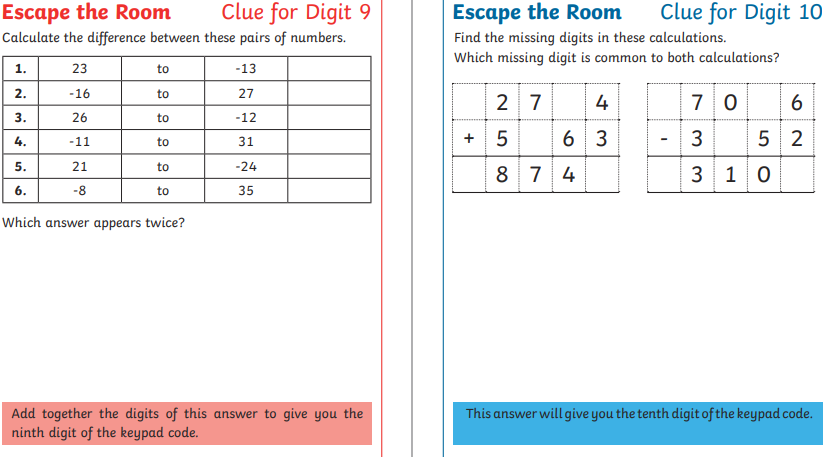 Escape the Room Clue for Digit 9
Calculate the difference between these pairs of numbers.
1. 23 to -13
2. -16 to 27
3. 26 to -12
4. -11 to 31
5. 21 to -24
6. -8 to 35
Which answer appears twice?
Add together the digits of this answer to give you the
ninth digit of the keypad code.
Escape the Room Clue for Digit 10
Find the missing digits in these calculations.
Which missing digit is common to both calculations?
2 7 4
+ 5 6 3
8 7 4
7 0 6
- 3 5 2
3 1 0
This answer will give you the tenth digit of the keypad code.